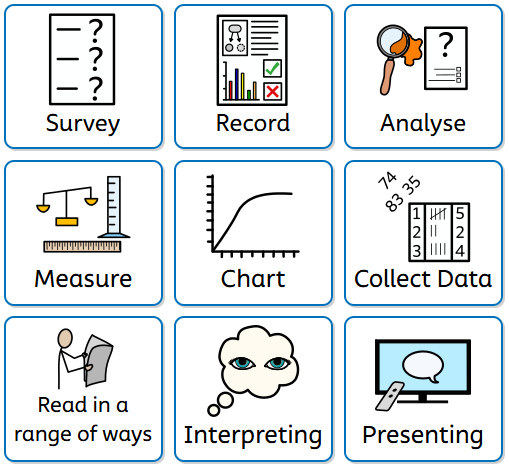 — ?
— ?
— ?
Survey
Record
?
Analyse
Measure
Chart
74
83 35
1 5
2 2
3 4
Collect Data
Read in a
range of ways
Interpreting
Presenting